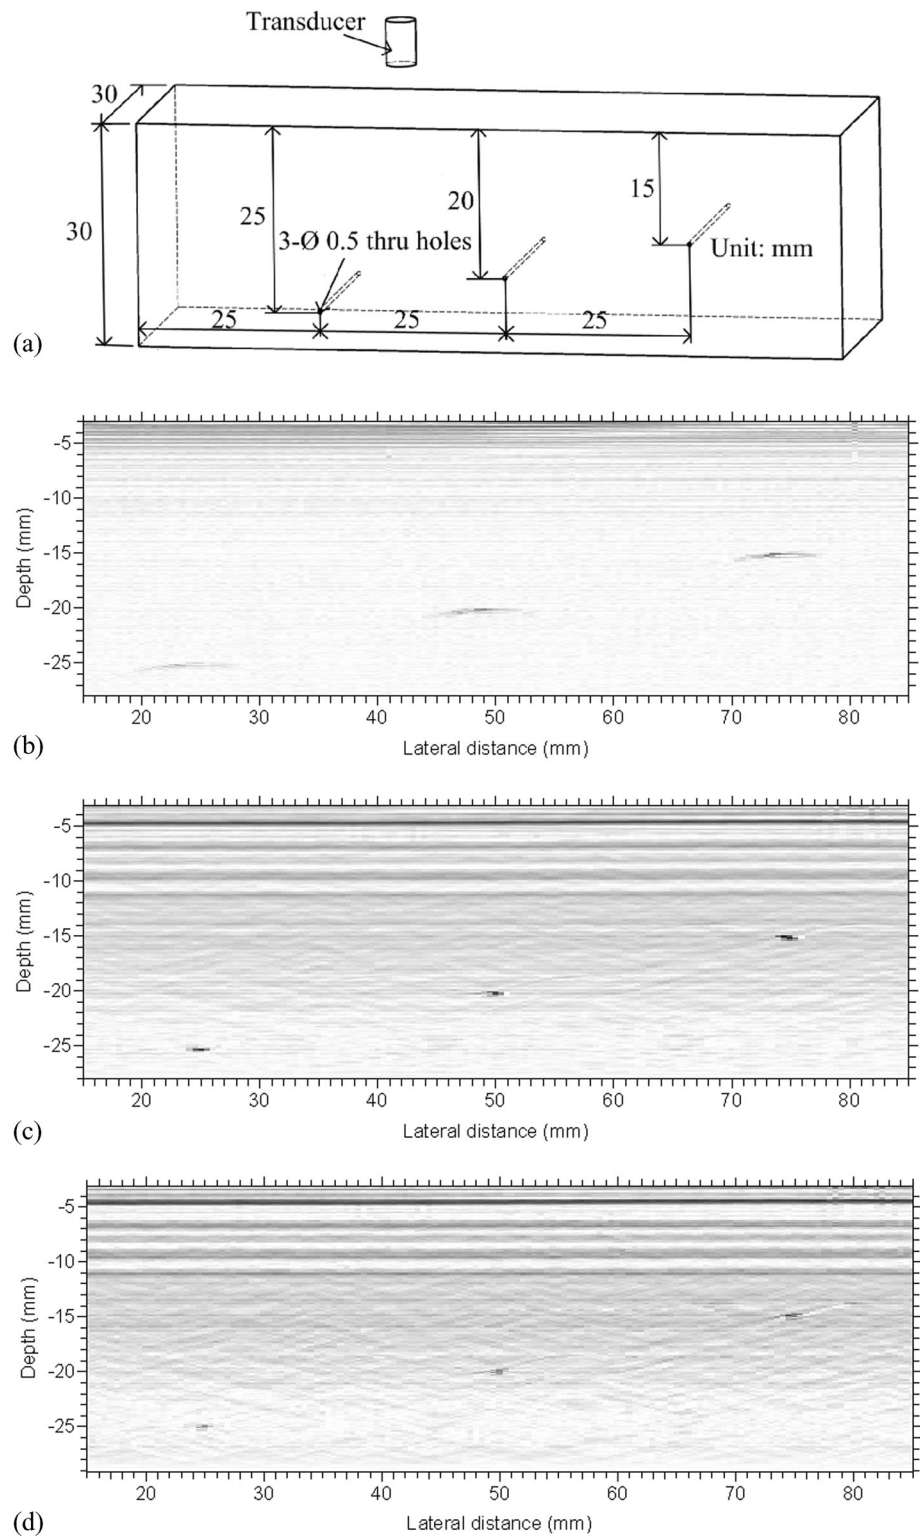 Transducer
30
30
25
20
15
3-Ø 0.5 thru holes
Unit: mm
25
25
25
(a)
-5
-10
-15
-20
-25
Depth (mm)
20 30 40 50 60 70 80
Lateral distance (mm)
(b)
-5
-10
-15
-20
-25
Depth (mm)
20 30 40 50 60 70 80
Lateral distance (mm)
(c)
-5
-10
-15
-20
-25
Depth (mm)
20 30 40 50 60 70 80
Lateral distance (mm)
(d)